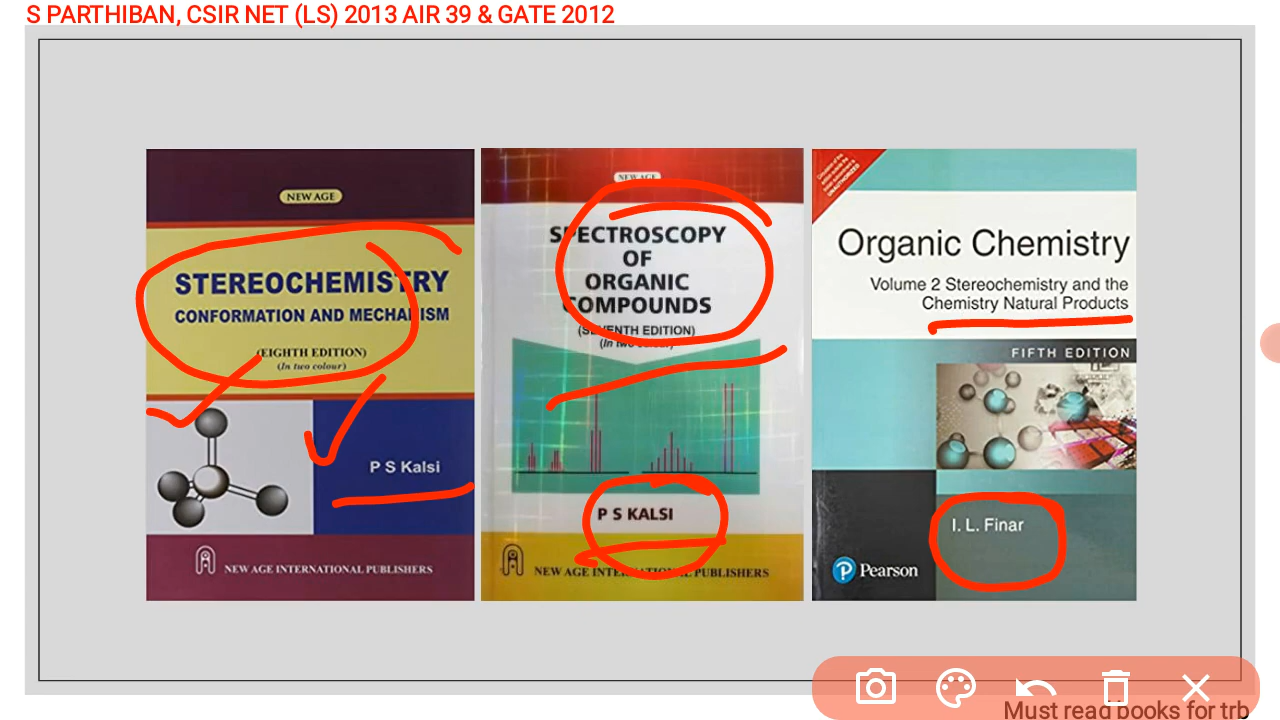 S PARTHIBAN, CSIR NET (LS) 2013 AIR 39 & GATE 2012
NEW AGE
STEREOCHEMISTRY
CONFORMATION AND MECHANISM
(EIGHTH EDITION)
(In two colour)
P S Kalsi
NEW AGE INTERNATIONAL PUBLISHERS
NEW AGE
SPECTROSCOPY
OF
ORGANIC
COMPOUNDS
(SEVENTH EDITION)
(In two colour)
P S KALSI
NEW AGE INTERNATIONAL PUBLISHERS
Organic Chemistry
Volume 2 Stereochemistry and the
Chemistry Natural Products
FIFTH EDITION
I. L. Finar
Pearson
Must read books for trb